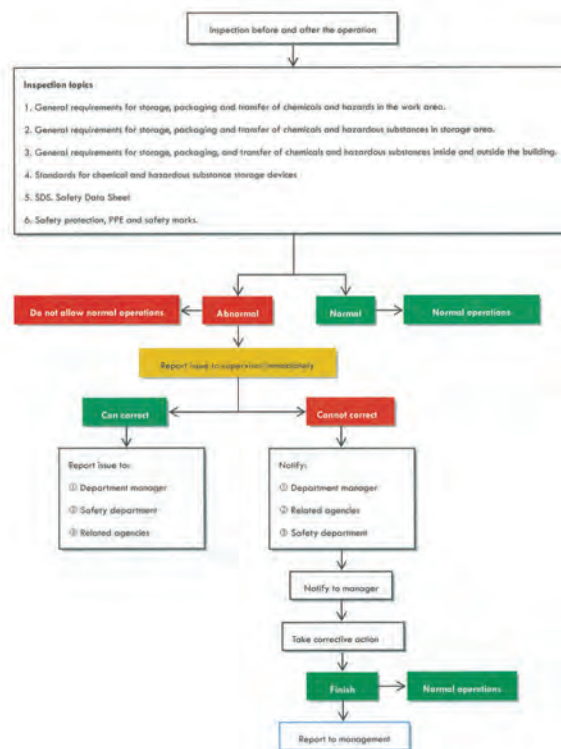 Inspection before and after the operation
Inspection topics
1. General requirements for storage, packaging and transfer of chemicals and hazards in the work area.
2. General requirements for storage, packaging and transfer of chemicals and hazardous substances in storage area.
3. General requirements for storage, packaging, and transfer of chemicals and hazardous substances inside and outside the building.
4. Standards for chemical and hazardous substance storage devices
5. SDS. Safety Data Sheet
6. Safety protection, PPE and safety marks.
Do not allow normal operations
Abnormal
Normal
Normal operations
Report issue to supervisor immediately
Can correct
Cannot correct
Report issue to:
① Department manager
② Safety department
③ Related agencies
Notify:
① Department manager
② Related agencies
③ Safety department
Notify to manager
Take corrective action
Finish
Normal operations
Report to management